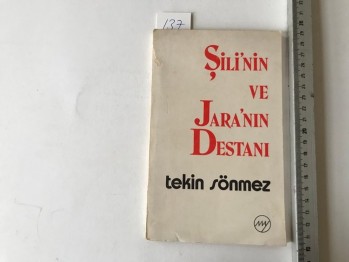 137
ŞİLİ'NİN
VE
JARA'NIN
DESTANI
tekin sönmez